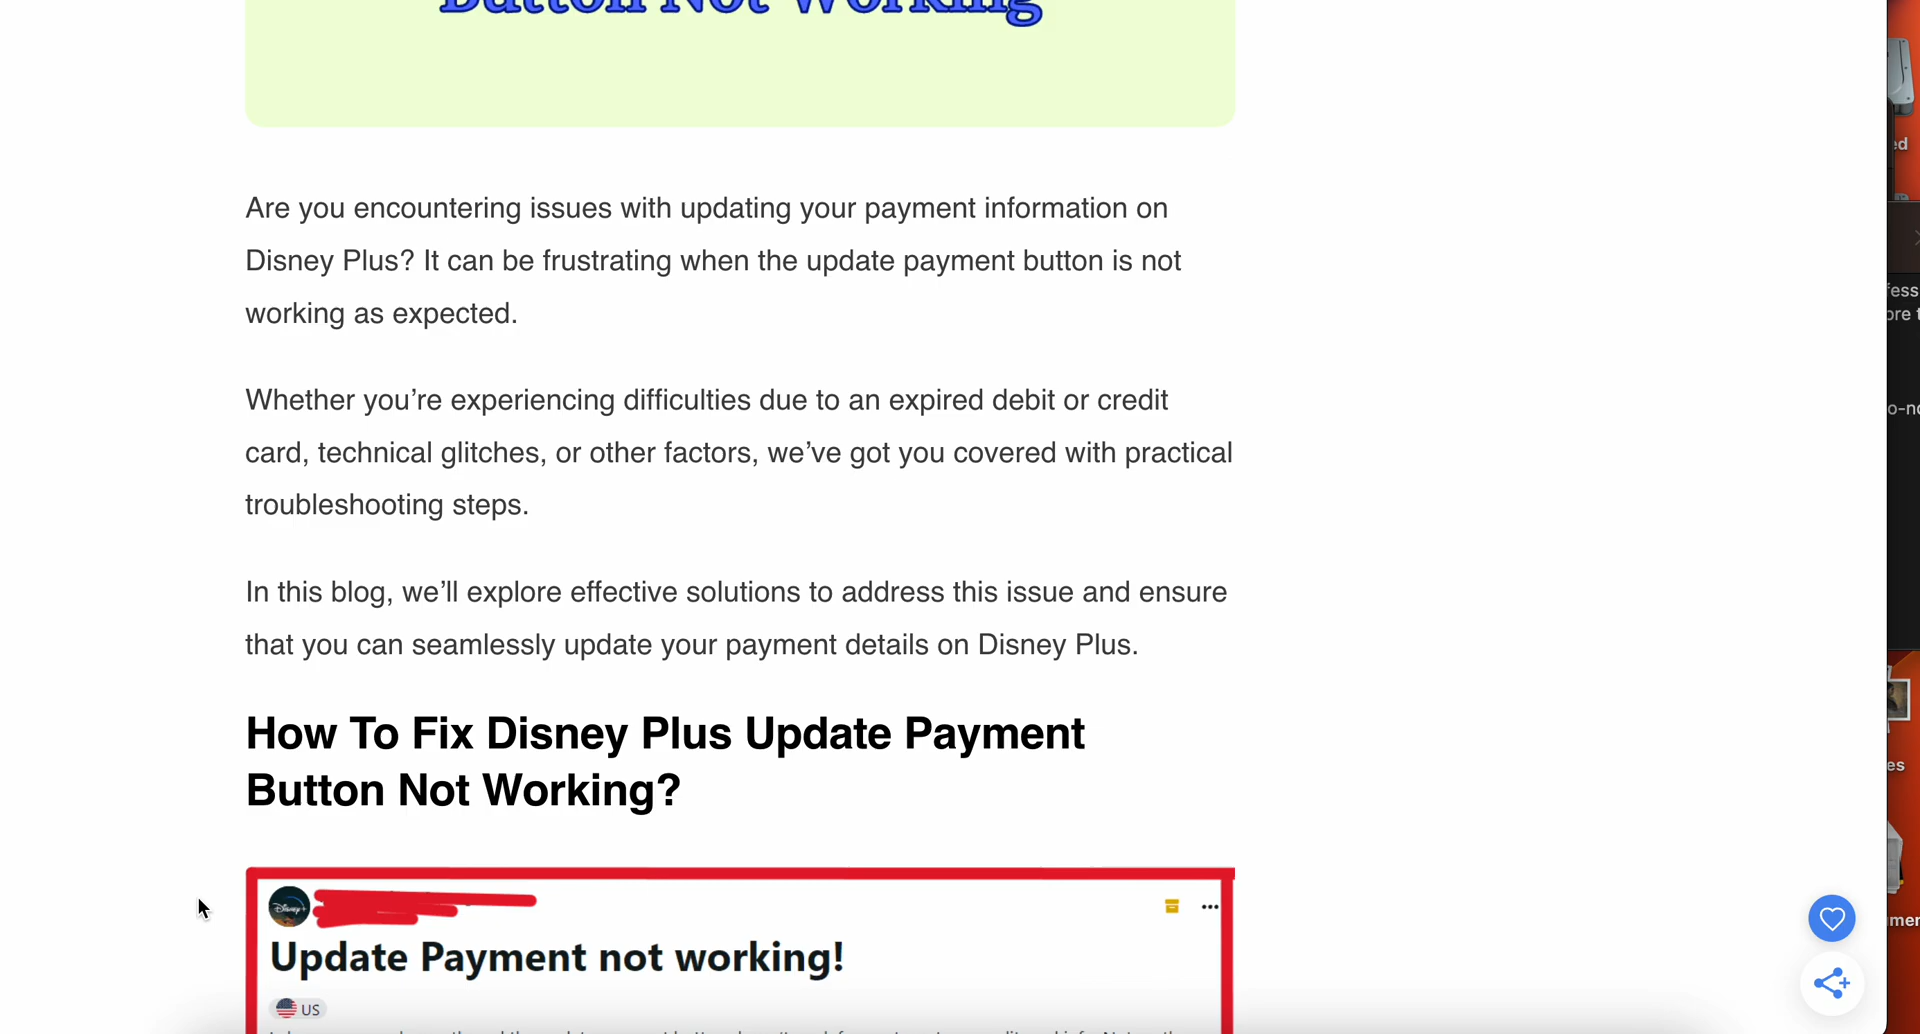 Button Not Working
Are you encountering issues with updating your payment information on
Disney Plus? It can be frustrating when the update payment button is not
working as expected.
Whether you’re experiencing difficulties due to an expired debit or credit
card, technical glitches, or other factors, we’ve got you covered with practical
troubleshooting steps.
In this blog, we’ll explore effective solutions to address this issue and ensure
that you can seamlessly update your payment details on Disney Plus.
How To Fix Disney Plus Update Payment
Button Not Working?
Disney+
Update Payment not working!
US